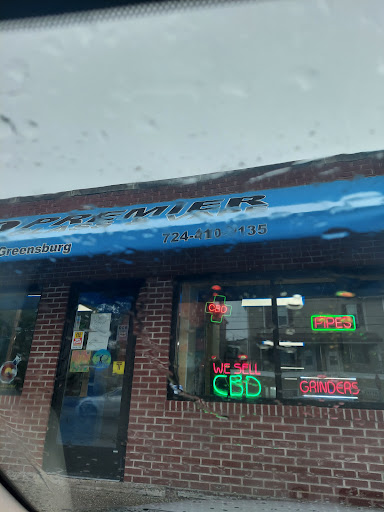 PREMIER
Greensburg
CBD
PIPES
WE SELL
CBD
GRINDERS